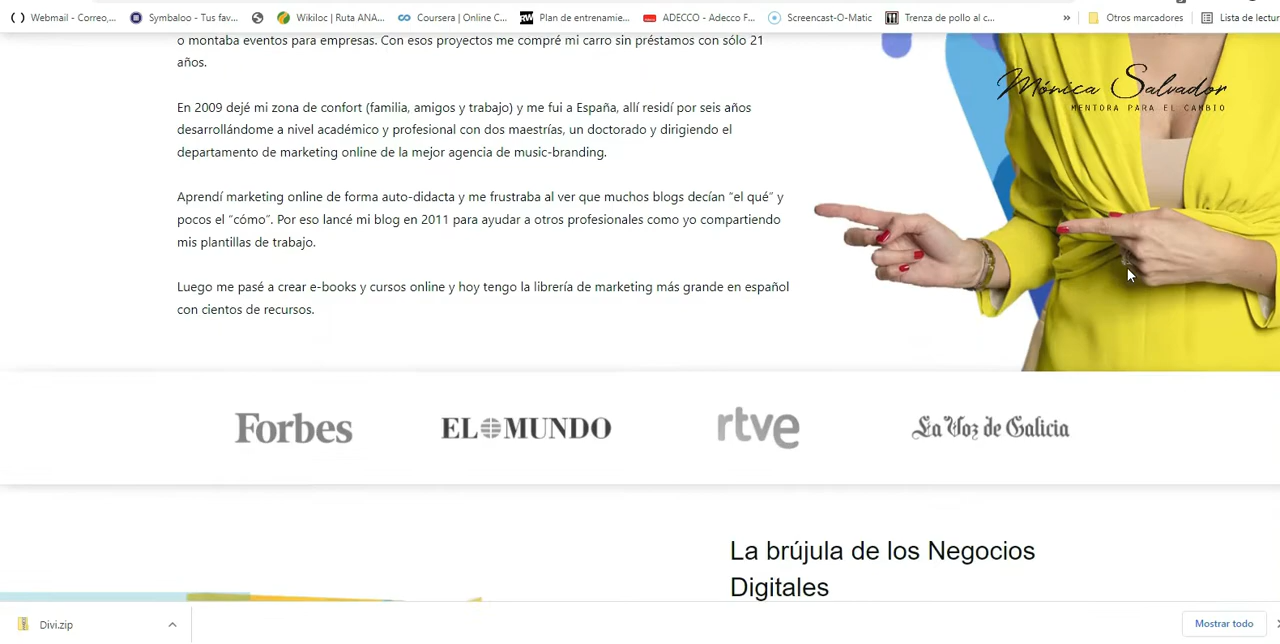 Webmail - Correo,...
Symbaloo - Tus fav...
Wikiloc | Ruta ANA...
Coursera | Online C...
Plan de entrenamie...
ADECCO - Adecco F...
Screencast-O-Matic
Trenza de pollo al c...
»
Otros marcadores
Lista de lectur
o montaba eventos para empresas. Con esos proyectos me compré mi carro sin préstamos con sólo 21
años.
Mónica Salvador
MENTORA PARA EL CAMBIO
En 2009 dejé mi zona de confort (familia, amigos y trabajo) y me fui a España, allí residí por seis años
desarrollándome a nivel académico y profesional con dos maestrías, un doctorado y dirigiendo el
departamento de marketing online de la mejor agencia de music-branding.
Aprendí marketing online de forma auto-didacta y me frustraba al ver que muchos blogs decían “el qué” y
pocos el “cómo”. Por eso lancé mi blog en 2011 para ayudar a otros profesionales como yo compartiendo
mis plantillas de trabajo.
Luego me pasé a crear e-books y cursos online y hoy tengo la librería de marketing más grande en español
con cientos de recursos.
Forbes
EL MUNDO
rtve
La Voz de Galicia
La brújula de los Negocios
Digitales
Divi.zip
Mostrar todo